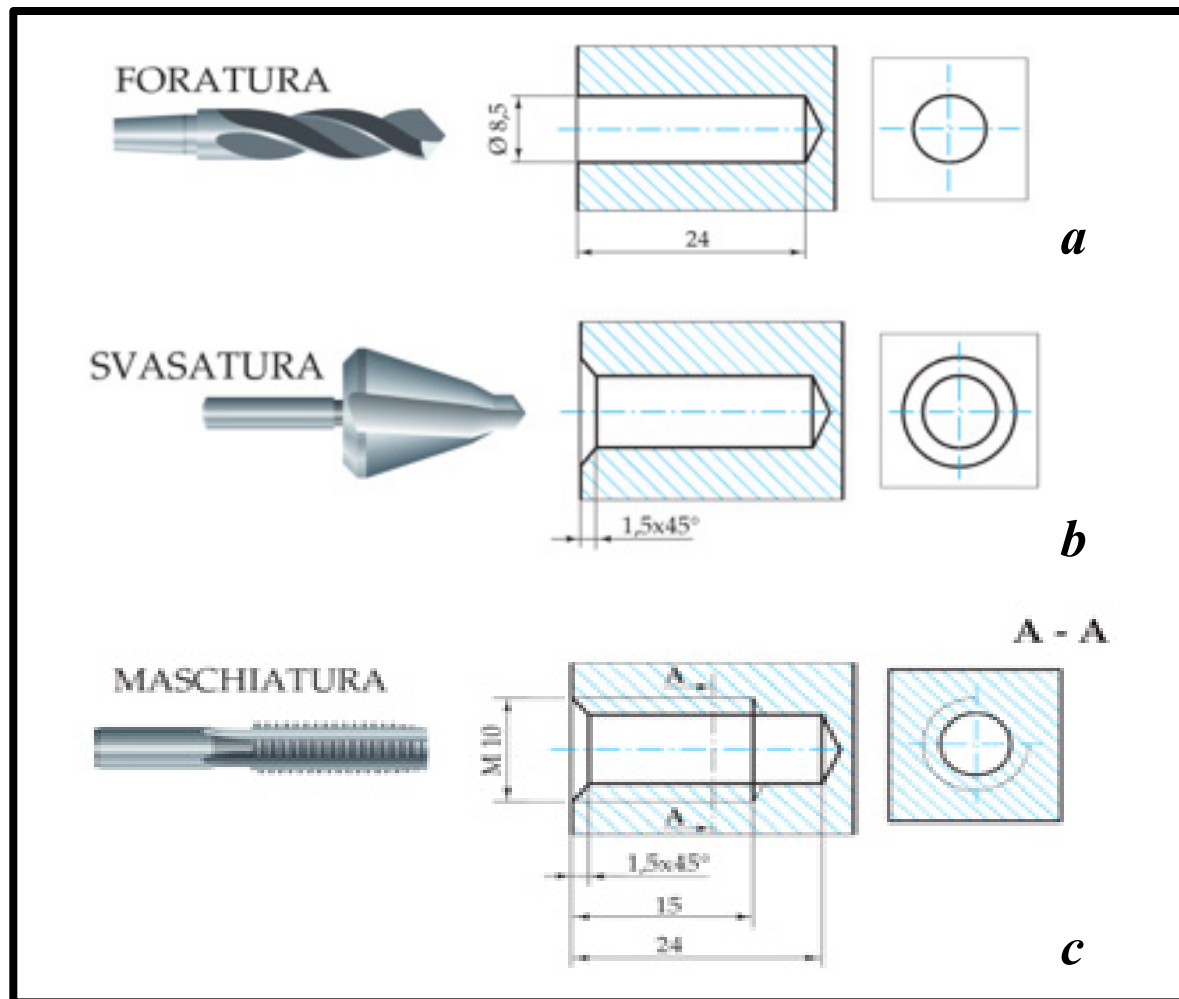 FORATURA
Ø 8,5
24
a
SVASATURA
1,5x45°
b
A - A
MASCHIATURA
A
M 10
A
1,5x45°
15
24
c